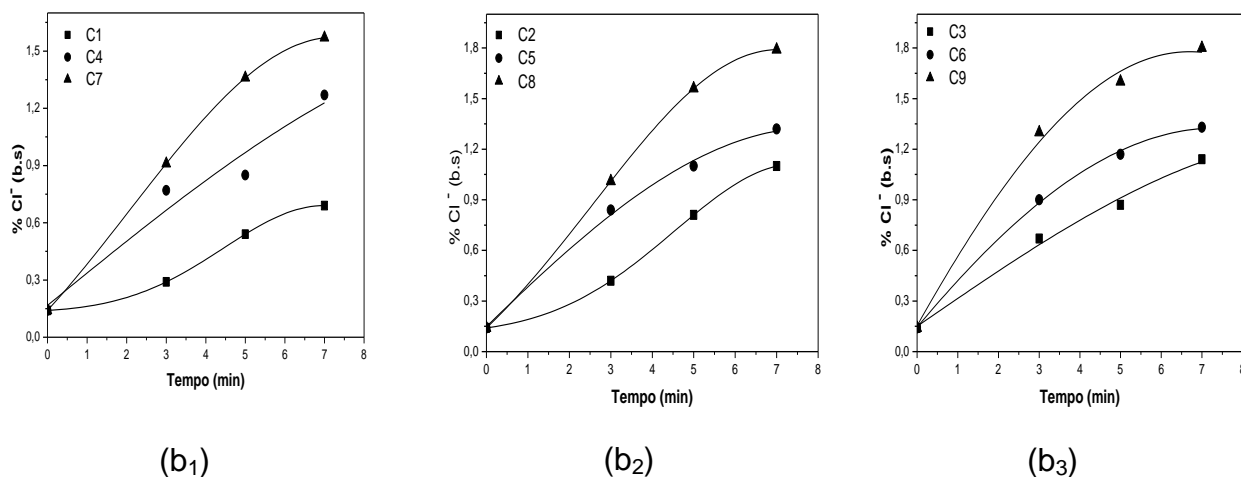 C1
C4
C7
% Cl⁻ (b.s)
1,5
1,2
0,9
0,6
0,3
0,0
0 1 2 3 4 5 6 7 8
Tempo (min)
(b₁)
C2
C5
C8
% Cl⁻ (b.s)
1,8
1,5
1,2
0,9
0,6
0,3
0,0
0 1 2 3 4 5 6 7 8
Tempo (min)
(b₂)
C3
C6
C9
% Cl⁻ (b.s)
1,8
1,5
1,2
0,9
0,6
0,3
0,0
0 1 2 3 4 5 6 7 8
Tempo (min)
(b₃)